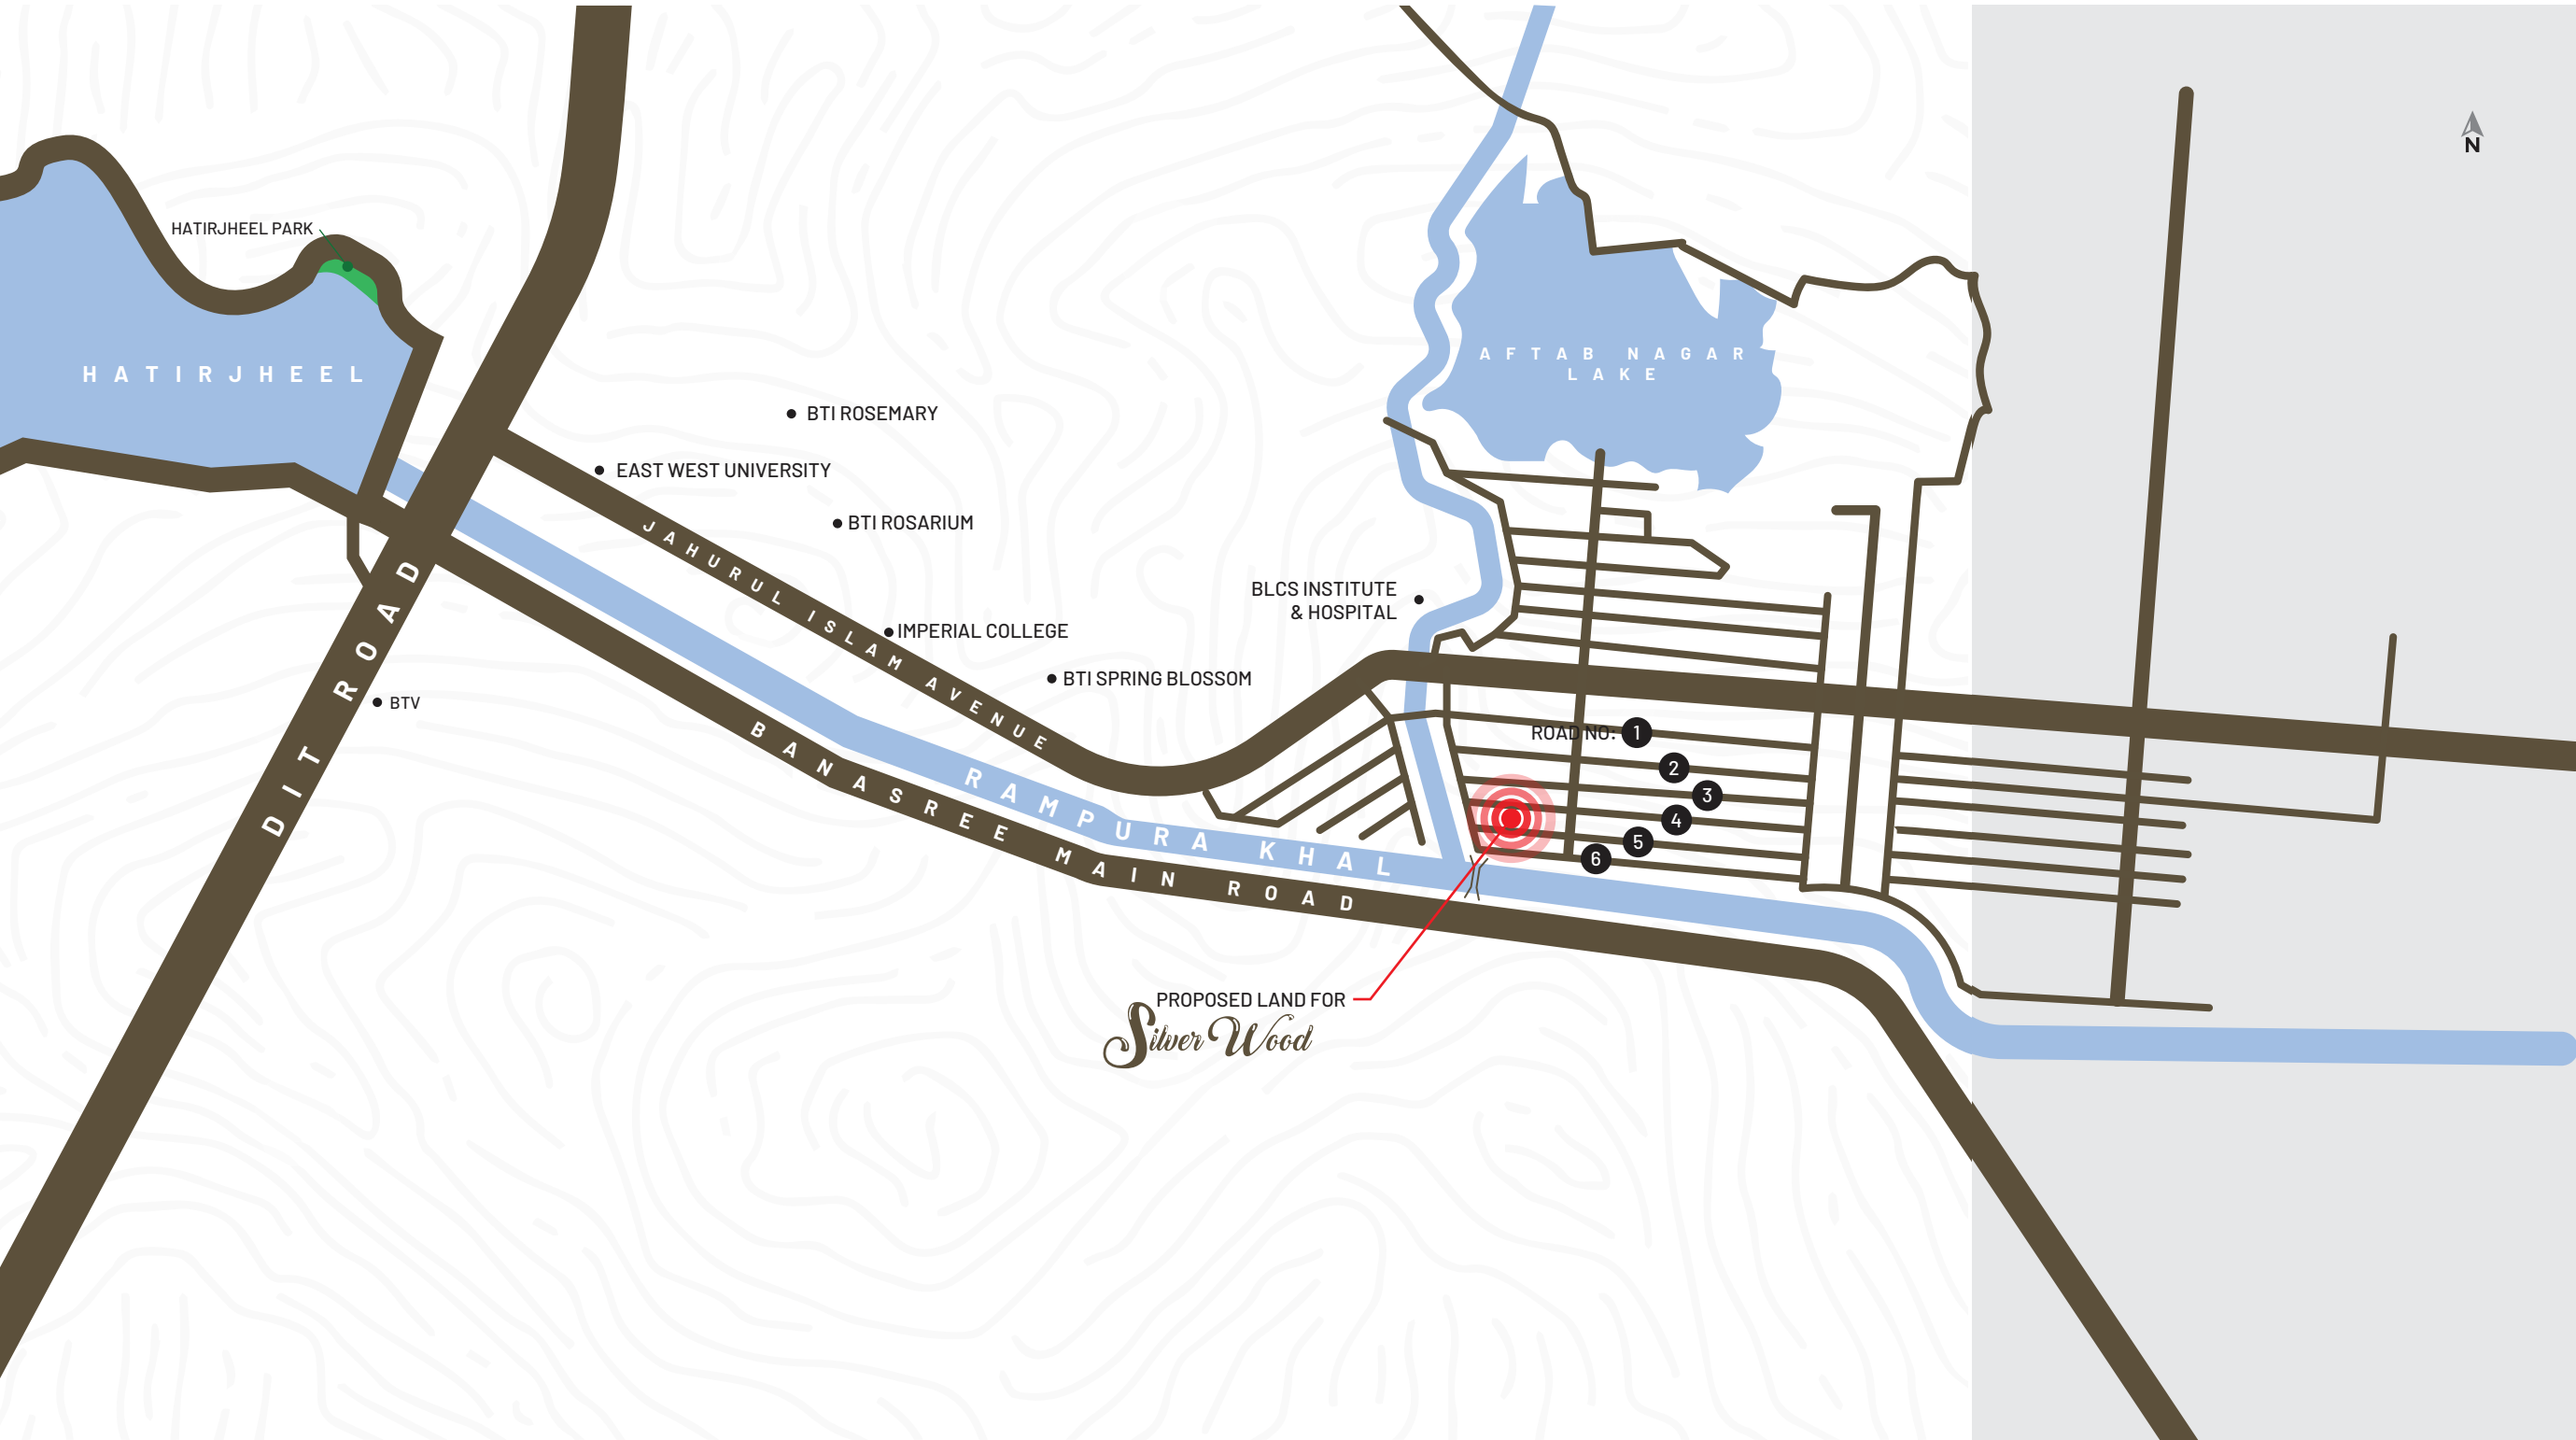 N
HATIRJHEEL PARK
HATIRJHEEL
AFTAB NAGAR
LAKE
BTI ROSEMARY
EAST WEST UNIVERSITY
BTI ROSARIUM
JAHURUL ISLAM AVENUE
BLCS INSTITUTE
& HOSPITAL
IMPERIAL COLLEGE
BTI SPRING BLOSSOM
DIT ROAD
BTV
ROAD NO: 1
2
3
4
5
6
BANASREE MAIN ROAD
RAMPURA KHAL
PROPOSED LAND FOR
Silver Wood